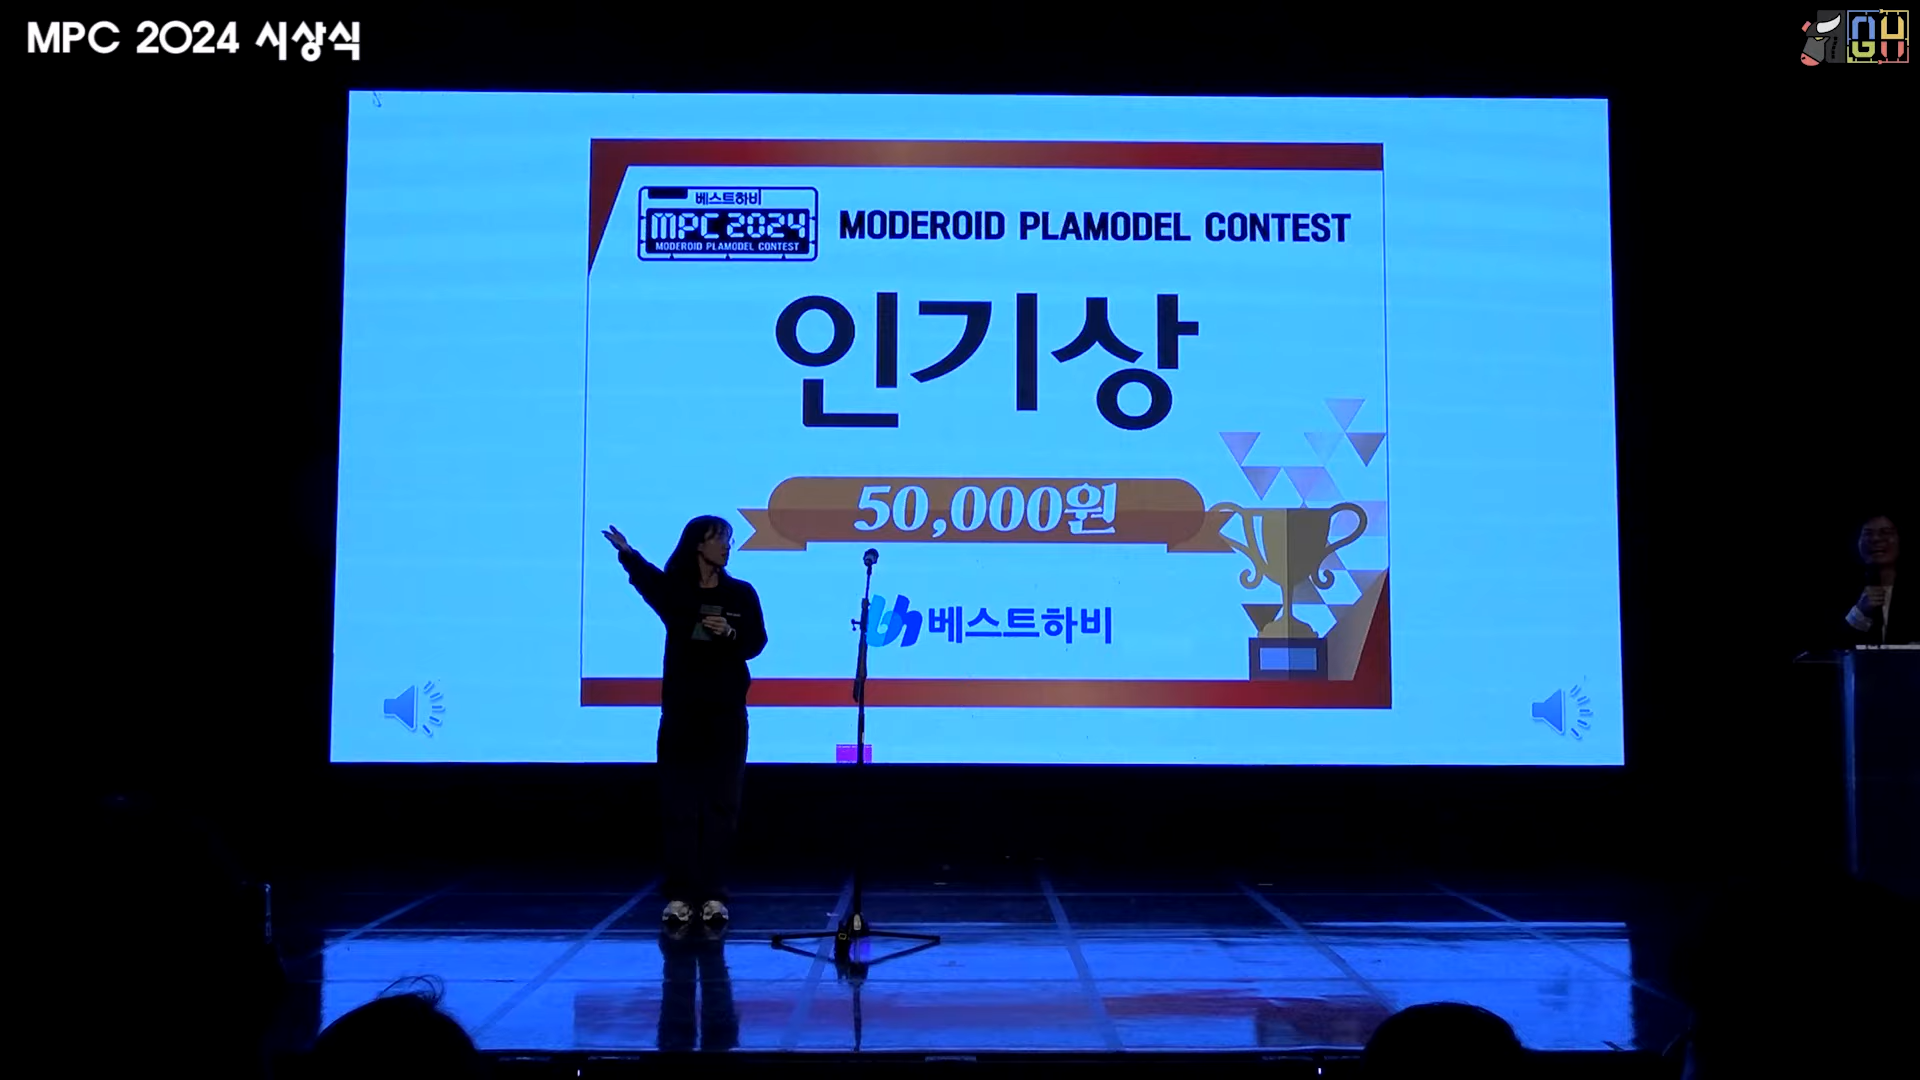 MPC 2024 시상식
GH
베스트하비
MPC 2024
MODEROID PLAMODEL CONTEST
MODEROID PLAMODEL CONTEST
인기상
50,000원
베스트하비